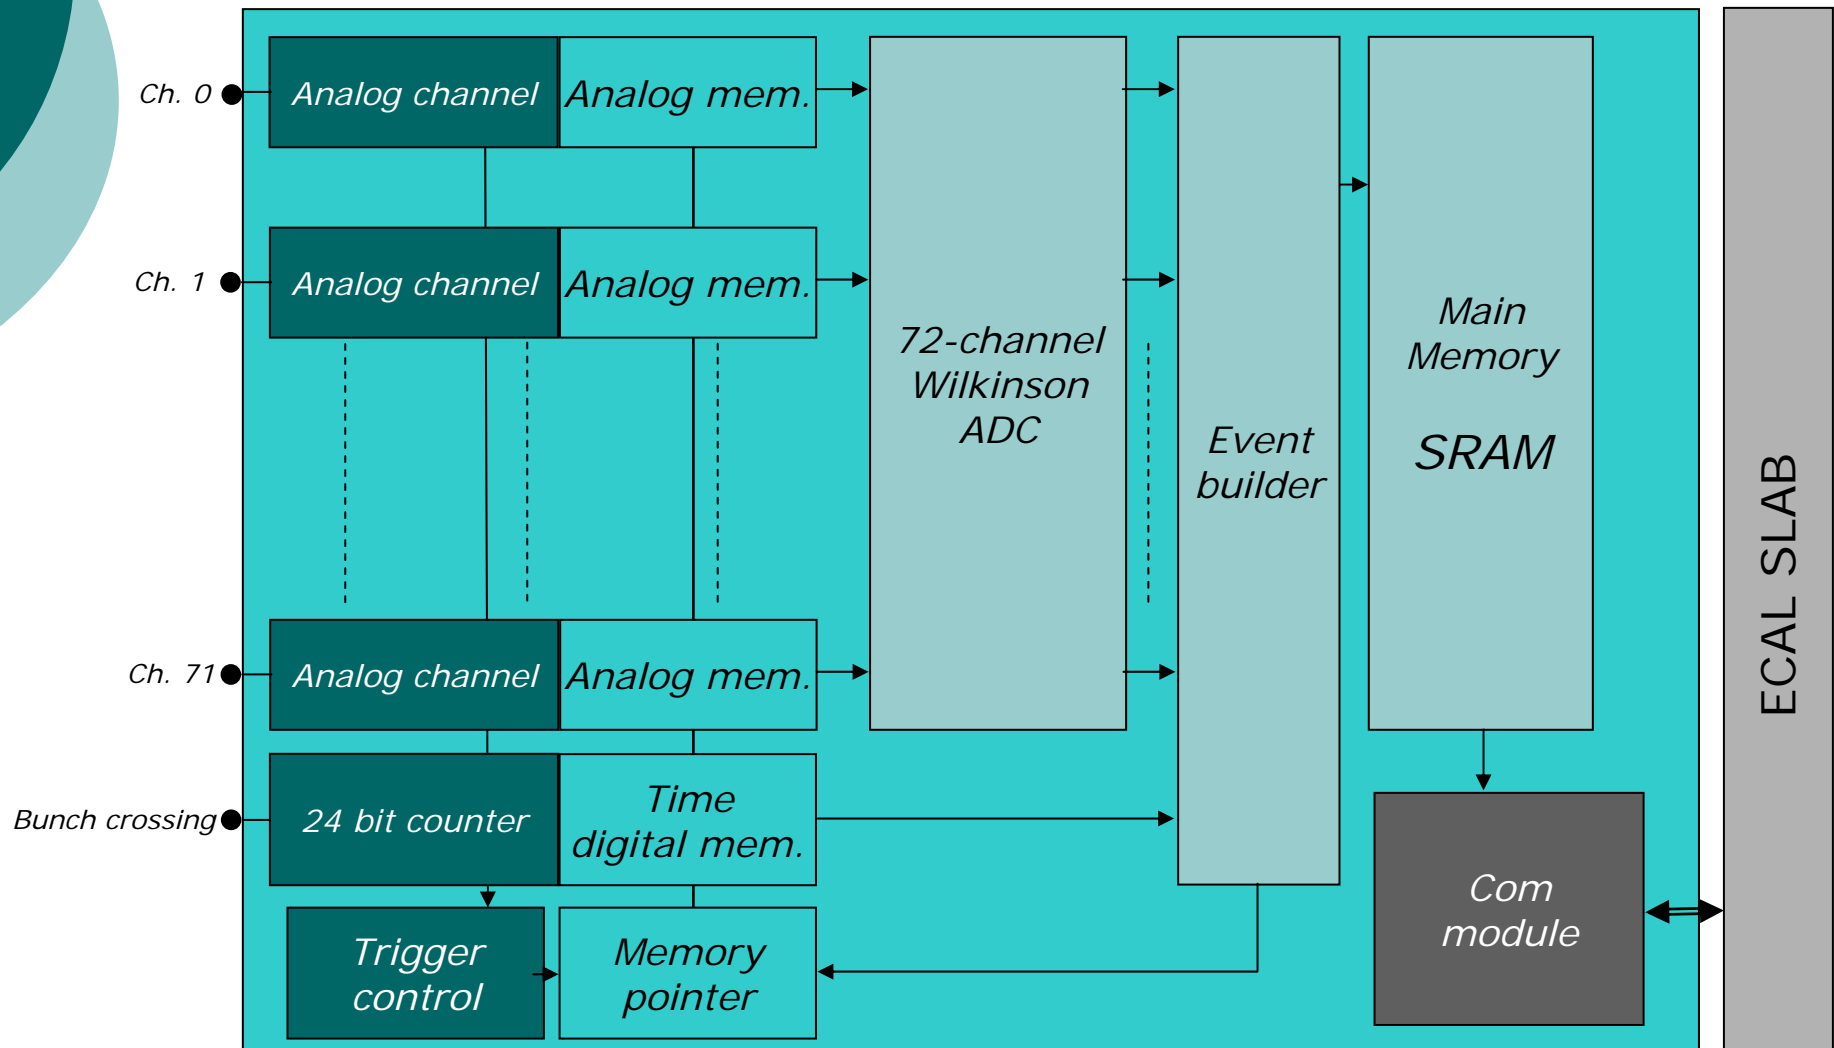 Ch. 0
Analog channel
Analog mem.
Ch. 1
Analog channel
Analog mem.
72-channel
Wilkinson
ADC
Event
builder
Main
Memory
SRAM
ECAL SLAB
Ch. 71
Analog channel
Analog mem.
Bunch crossing
24 bit counter
Time
digital mem.
Trigger
control
Memory
pointer
Com
module